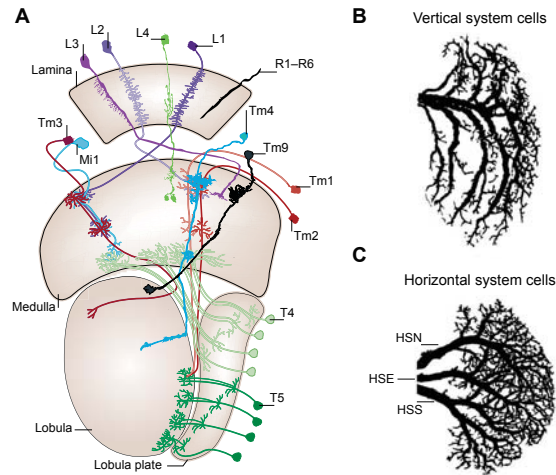 A
L3
L2
L4
L1
Lamina
R1–R6
Tm3
Mi1
Tm4
Tm9
Tm1
Tm2
Medulla
T4
T5
Lobula
Lobula plate
B
Vertical system cells
C
Horizontal system cells
HSN
HSE
HSS